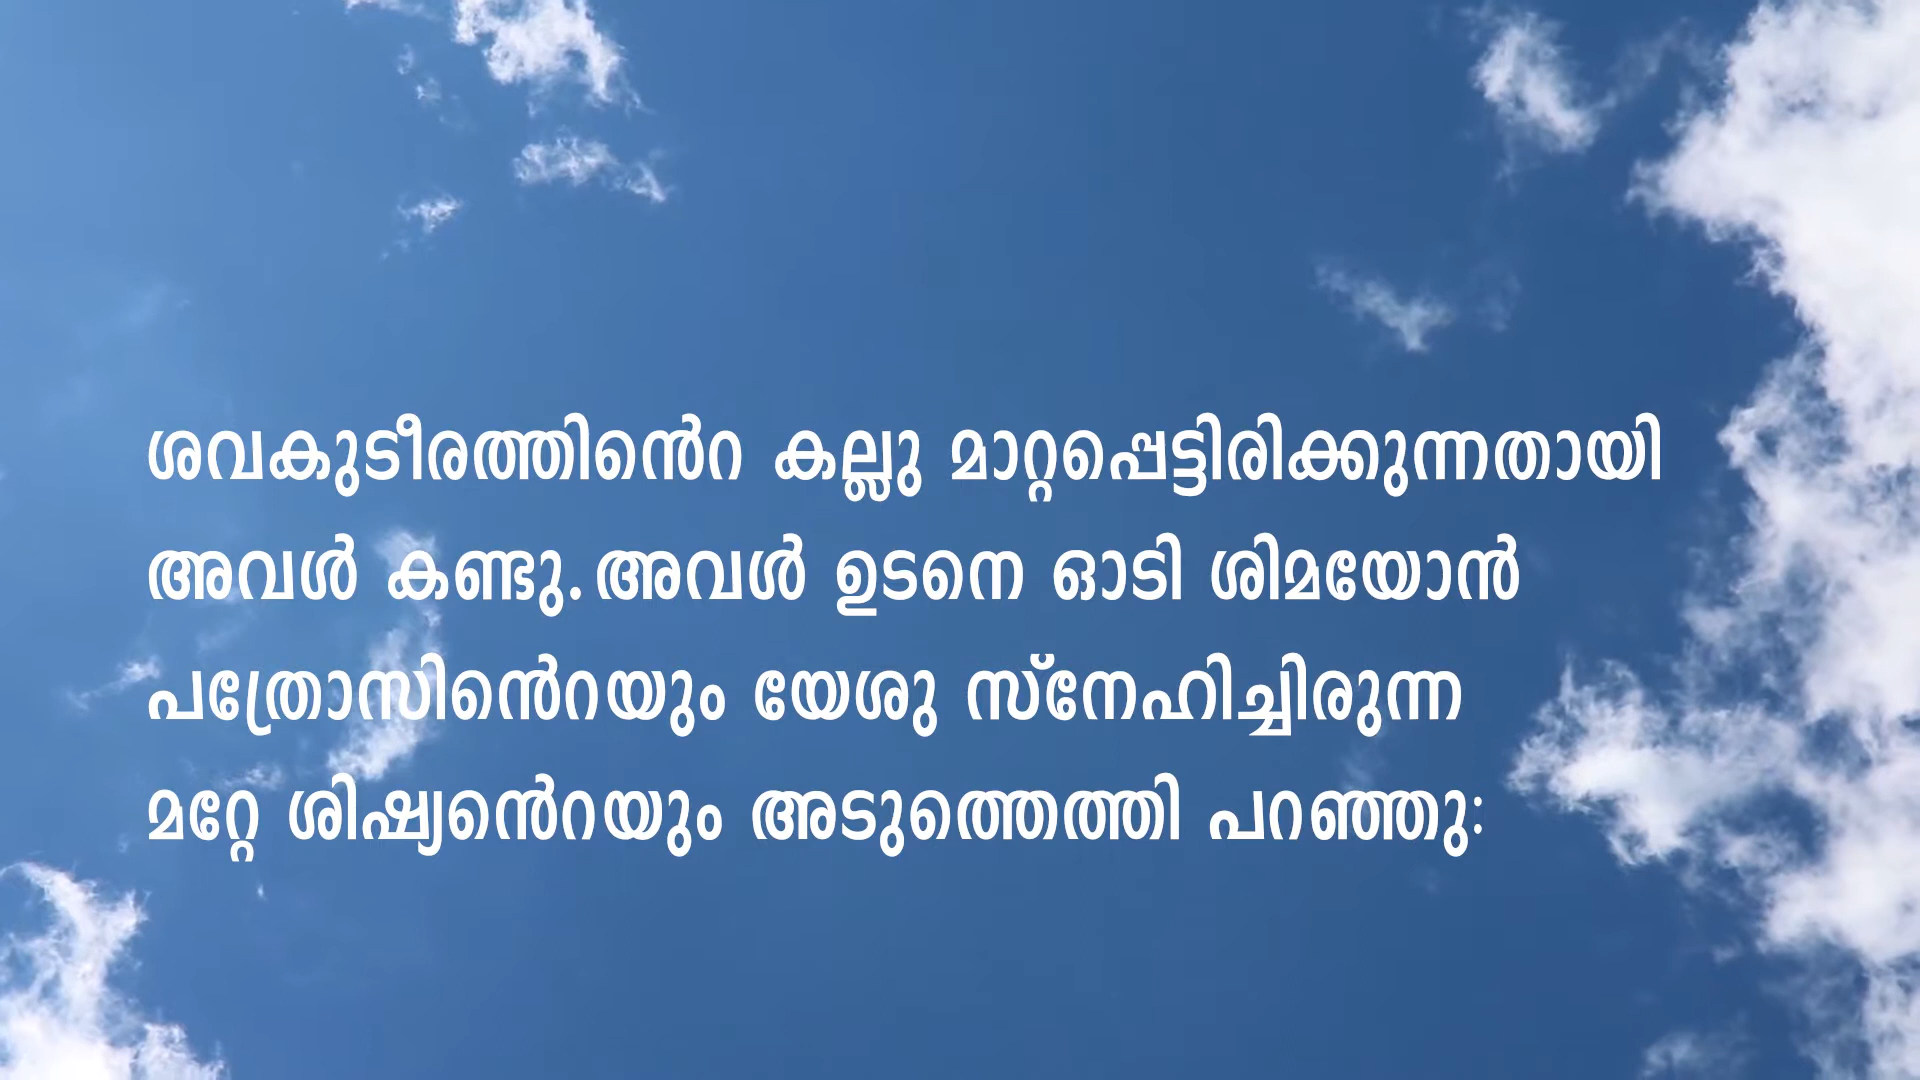 ശവകുടീരത്തിൻെറ കല്ലു മാറ്റപ്പെട്ടിരിക്കുന്നതായി
അവൾ കണ്ടു. അവൾ ഉടനെ ഓടി ശിമയോൻ
പത്രോസിൻെറയും യേശു സ്നേഹിച്ചിരുന്ന
മറ്റേ ശിഷ്യൻെറയും അടുത്തെത്തി പറഞ്ഞു: